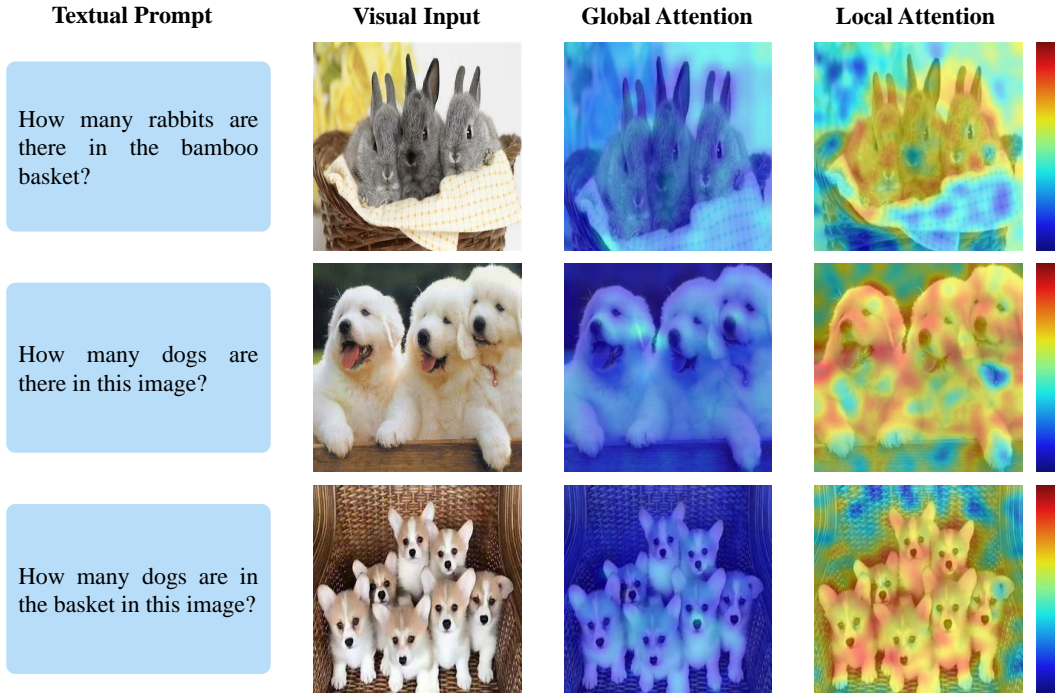 Textual Prompt Visual Input Global Attention Local Attention
How many rabbits are
there in the bamboo
basket?
How many dogs are
there in this image?
How many dogs are in
the basket in this image?